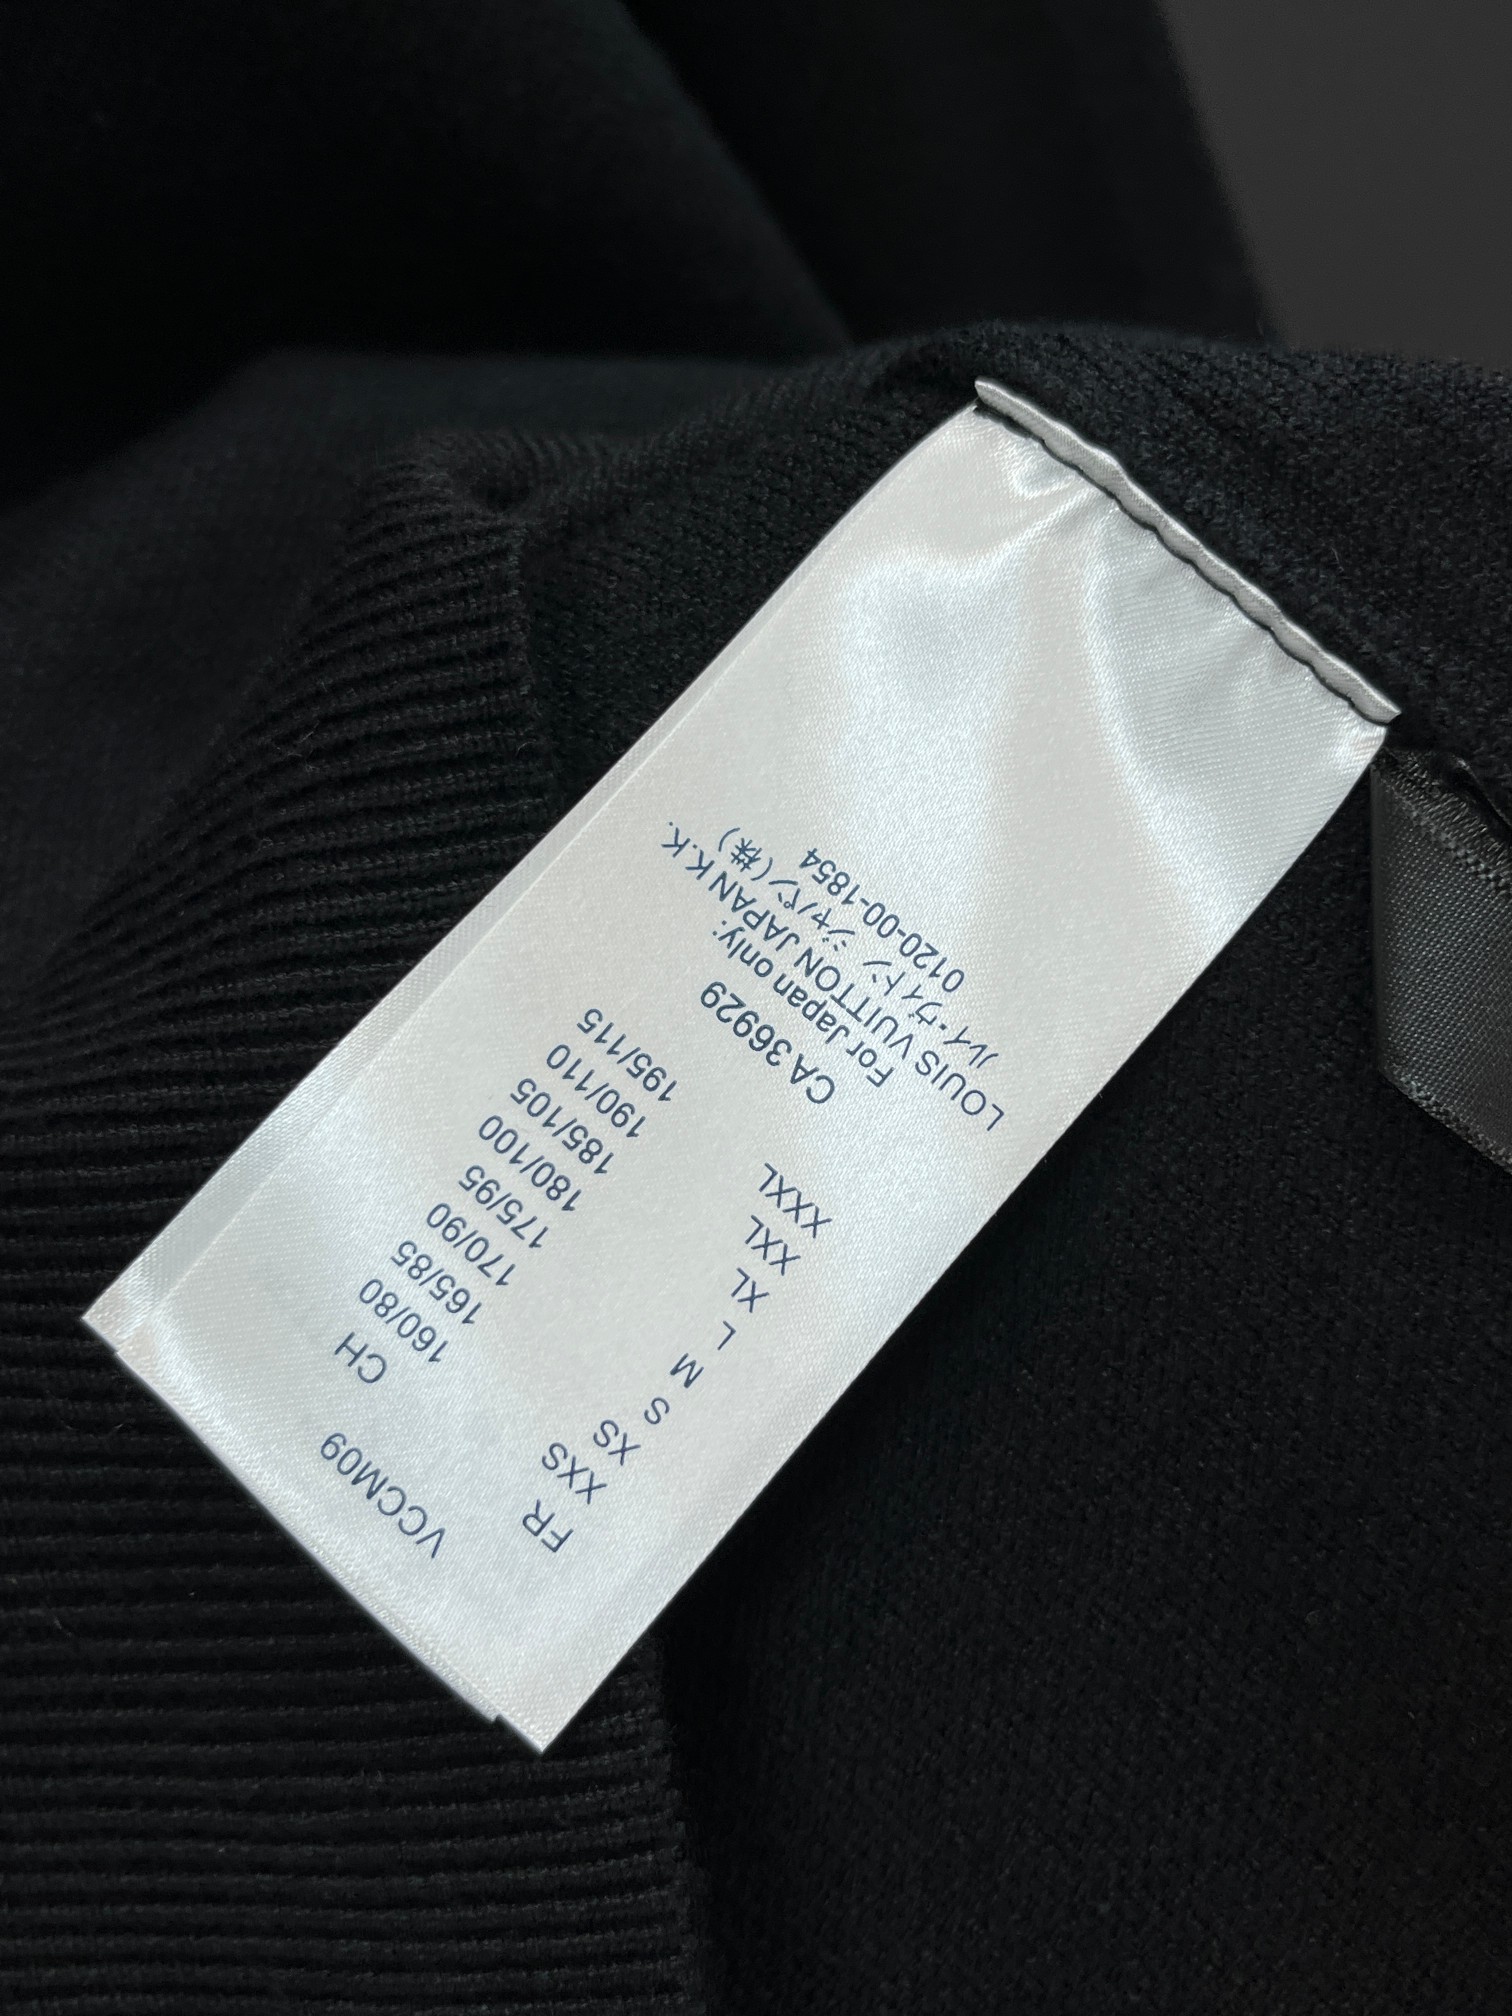 VCCM09
FR CH
XXS 160/80
XS 165/85
S 170/90
M 175/95
L 180/100
XL 185/105
XXL 190/110
XXXL 195/115
CA 36929
For Japan only:
LOUIS VUITTON JAPAN K.K.
ルイ・ヴィトン ジャパン(株)
0120-00-1854